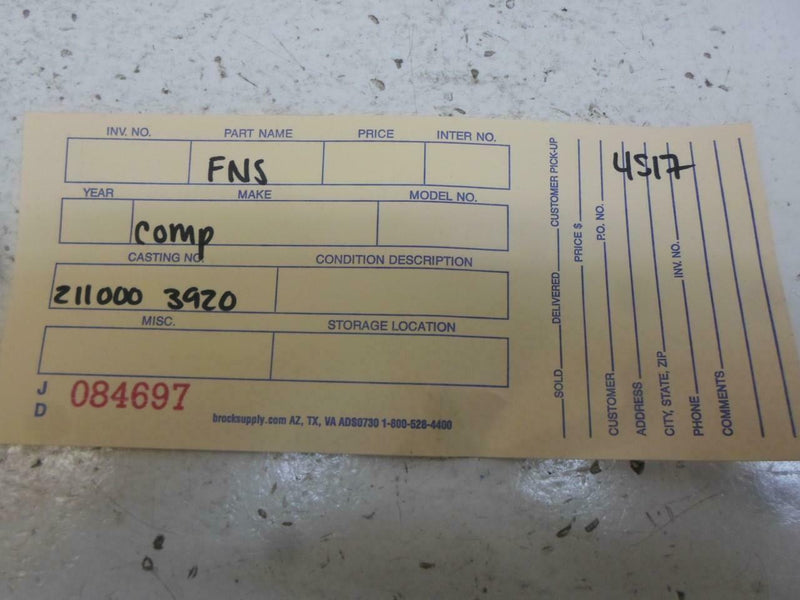 INV. NO. PART NAME PRICE INTER NO.
FNS
YEAR MAKE MODEL NO.
comp
CASTING NO. CONDITION DESCRIPTION
211000 3920
MISC. STORAGE LOCATION
J D 084697
brocksupply.com AZ, TX, VA ADS0730 1-800-528-4400
4517
SOLD DELIVERED CUSTOMER PICK-UP
PRICE $
CUSTOMER P.O. NO.
ADDRESS
CITY, STATE, ZIP
PHONE INV. NO.
COMMENTS